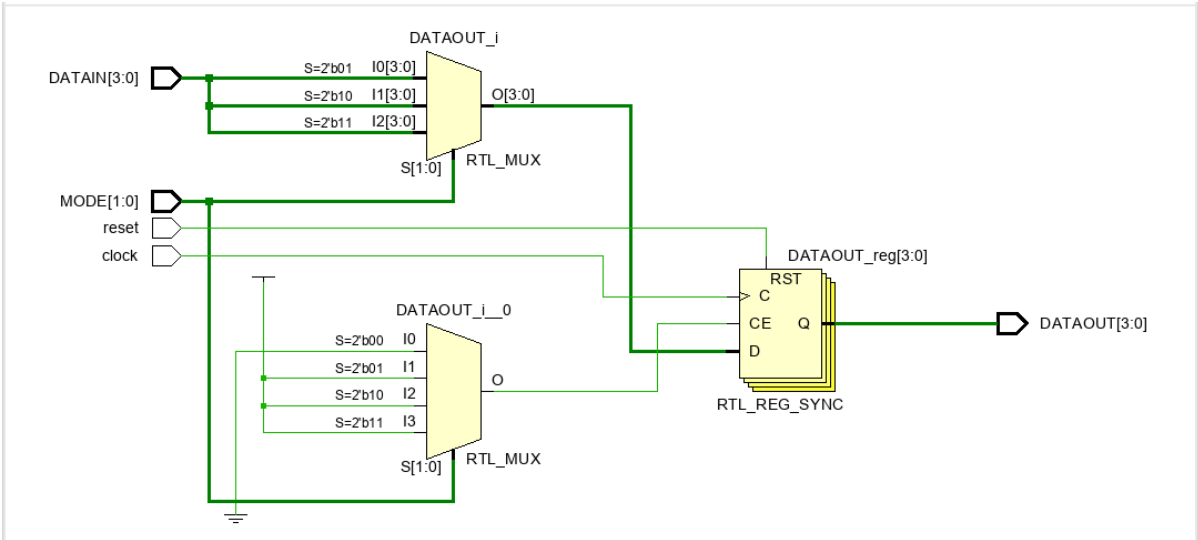 DATAOUT_i
DATAIN[3:0]
S=2'b01 I0[3:0]
S=2'b10 I1[3:0]
S=2'b11 I2[3:0]
O[3:0]
S[1:0]
RTL_MUX
MODE[1:0]
reset
clock
DATAOUT_reg[3:0]
RST
C
CE Q
D
DATAOUT[3:0]
RTL_REG_SYNC
DATAOUT_i__0
S=2'b00 I0
S=2'b01 I1
S=2'b10 I2
S=2'b11 I3
O
S[1:0]
RTL_MUX